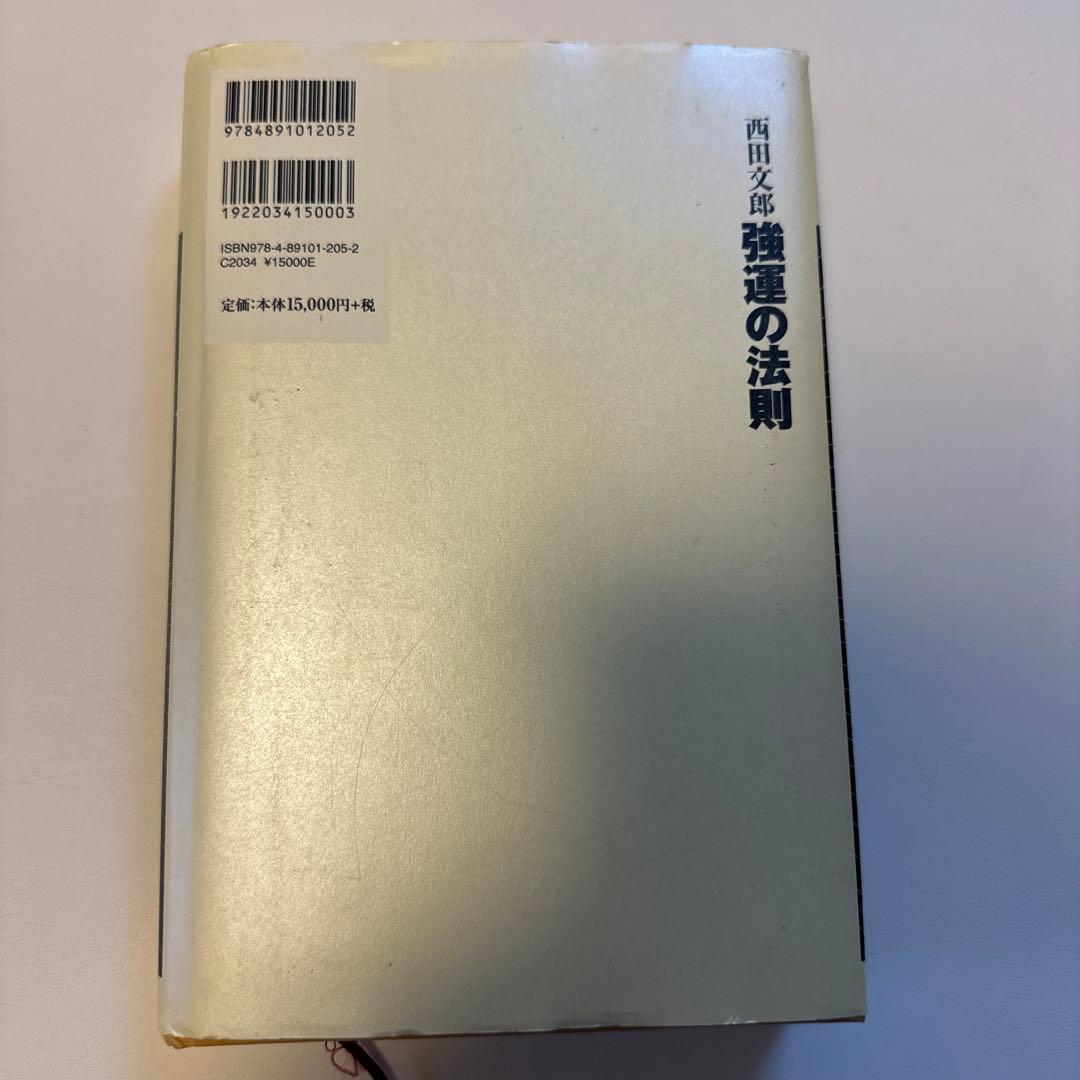 西田文郎
強運の法則
9784891012052
1922034150003
ISBN978-4-89101-205-2
C2034 ¥15000E
定価：本体15,000円+税